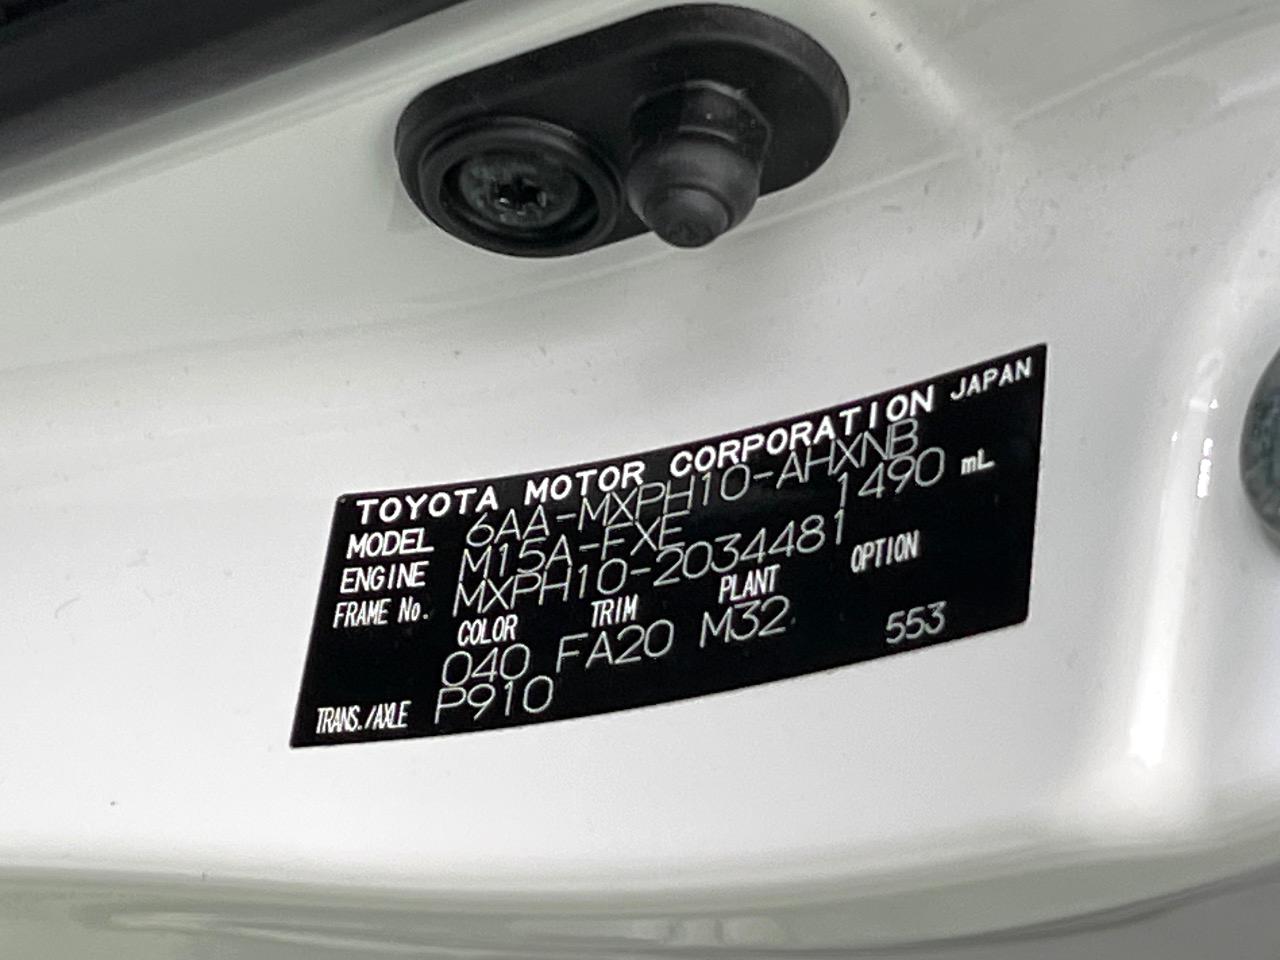 TOYOTA MOTOR CORPORATION JAPAN
MODEL 6AA-MXPH10-AHXNB
ENGINE M15A-FXE 1490 mL
FRAME No. MXPH10-2034481
COLOR TRIM PLANT OPTION
040 FA20 M32 553
TRANS./AXLE P910